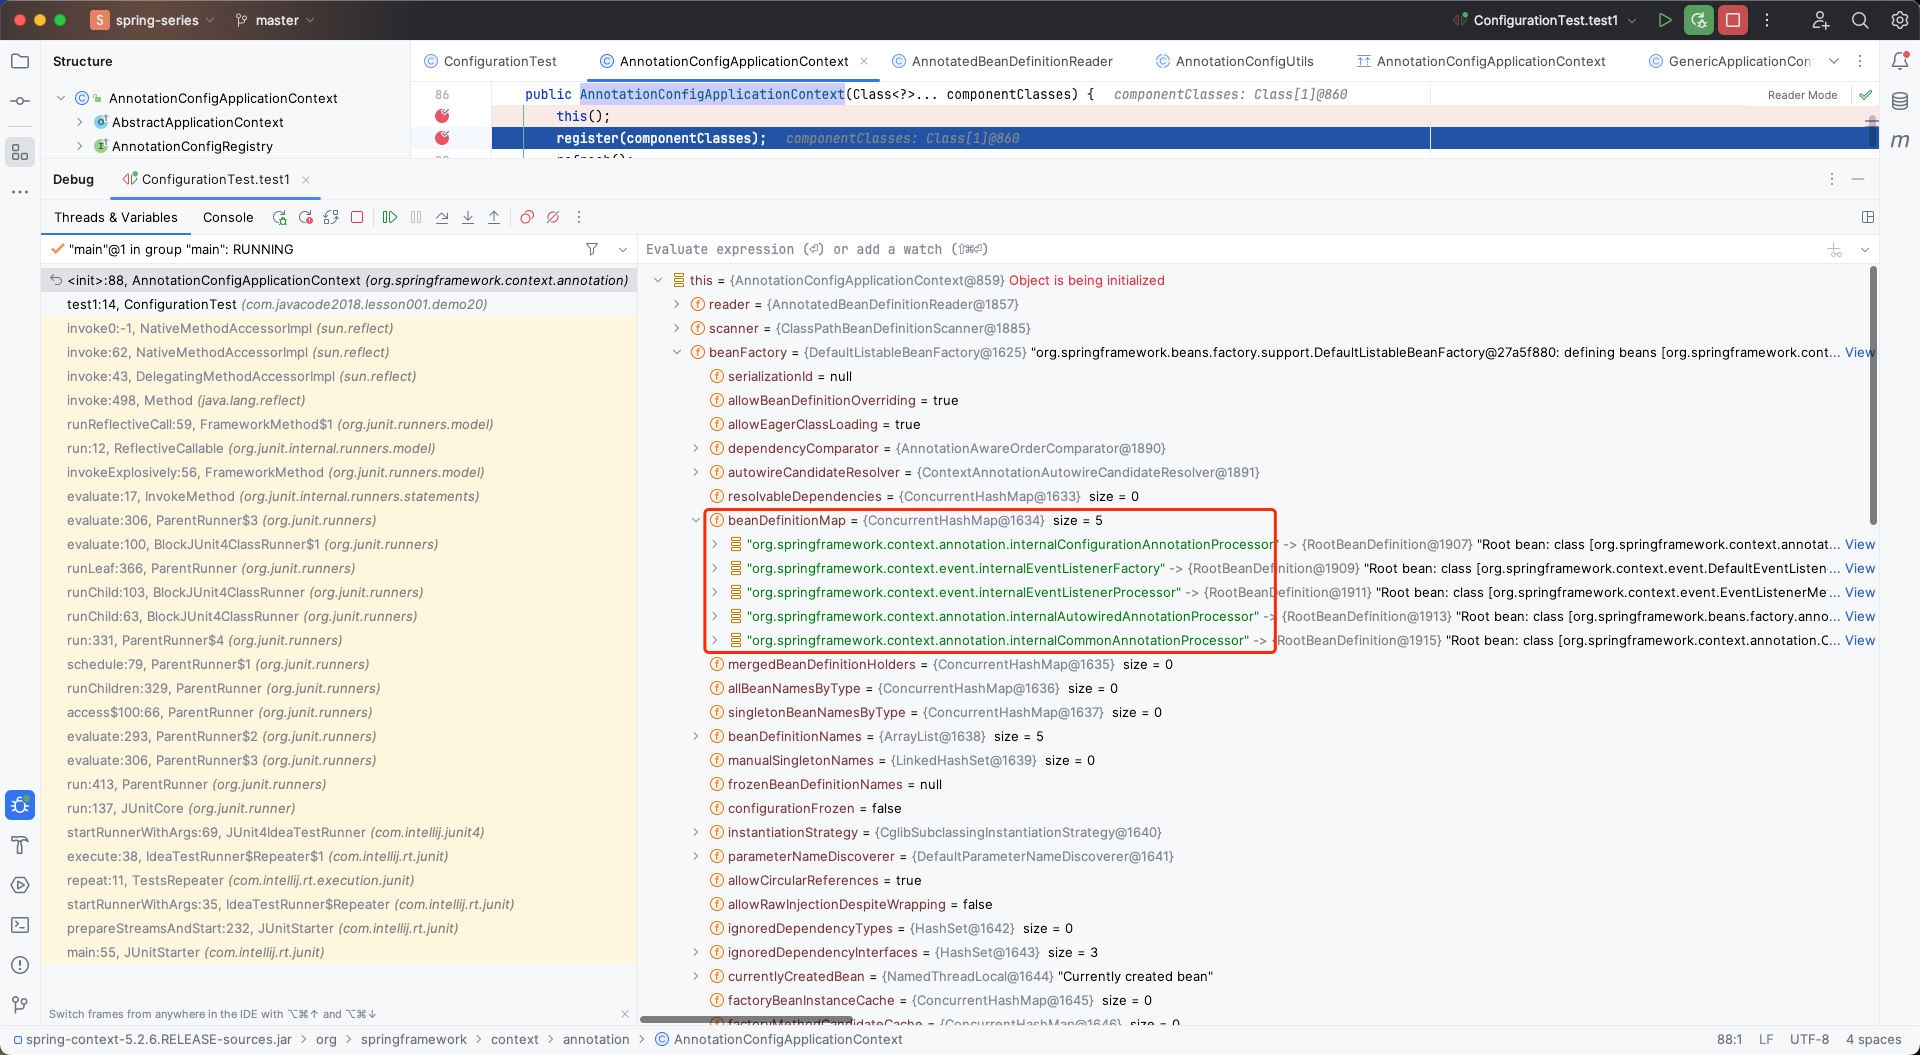 S spring-series master ConfigurationTest.test1
Structure
ConfigurationTest AnnotationConfigApplicationContext AnnotatedBeanDefinitionReader AnnotationConfigUtils AnnotationConfigApplicationContext GenericApplicationCon
AnnotationConfigApplicationContext
AbstractApplicationContext
AnnotationConfigRegistry
86 public AnnotationConfigApplicationContext(Class<?>... componentClasses) { componentClasses: Class[1]@860
Reader Mode
this();
register(componentClasses); componentClasses: Class[1]@860
m
Debug ConfigurationTest.test1
Threads & Variables Console
"main"@1 in group "main": RUNNING
<init>:88, AnnotationConfigApplicationContext (org.springframework.context.annotation)
test1:14, ConfigurationTest (com.javacode2018.lesson001.demo20)
invoke0:-1, NativeMethodAccessorImpl (sun.reflect)
invoke:62, NativeMethodAccessorImpl (sun.reflect)
invoke:43, DelegatingMethodAccessorImpl (sun.reflect)
invoke:498, Method (java.lang.reflect)
runReflectiveCall:59, FrameworkMethod$1 (org.junit.runners.model)
run:12, ReflectiveCallable (org.junit.internal.runners.model)
invokeExplosively:56, FrameworkMethod (org.junit.runners.model)
evaluate:17, InvokeMethod (org.junit.internal.runners.statements)
evaluate:306, ParentRunner$3 (org.junit.runners)
evaluate:100, BlockJUnit4ClassRunner$1 (org.junit.runners)
runLeaf:366, ParentRunner (org.junit.runners)
runChild:103, BlockJUnit4ClassRunner (org.junit.runners)
runChild:63, BlockJUnit4ClassRunner (org.junit.runners)
run:331, ParentRunner$4 (org.junit.runners)
schedule:79, ParentRunner$1 (org.junit.runners)
runChildren:329, ParentRunner (org.junit.runners)
access$100:66, ParentRunner (org.junit.runners)
evaluate:293, ParentRunner$2 (org.junit.runners)
evaluate:306, ParentRunner$3 (org.junit.runners)
run:413, ParentRunner (org.junit.runners)
run:137, JUnitCore (org.junit.runner)
startRunnerWithArgs:69, JUnit4IdeaTestRunner (com.intellij.junit4)
execute:38, IdeaTestRunner$Repeater$1 (com.intellij.rt.junit)
repeat:11, TestsRepeater (com.intellij.rt.execution.junit)
startRunnerWithArgs:35, IdeaTestRunner$Repeater (com.intellij.rt.junit)
prepareStreamsAndStart:232, JUnitStarter (com.intellij.rt.junit)
main:55, JUnitStarter (com.intellij.rt.junit)
Switch frames from anywhere in the IDE with ⌥⌘↑ and ⌥⌘↓
Evaluate expression (⏎) or add a watch (⇧⌘⏎)
this = {AnnotationConfigApplicationContext@859} Object is being initialized
reader = {AnnotatedBeanDefinitionReader@1857}
scanner = {ClassPathBeanDefinitionScanner@1885}
beanFactory = {DefaultListableBeanFactory@1625} "org.springframework.beans.factory.support.DefaultListableBeanFactory@27a5f880: defining beans [org.springframework.cont... View
serializationId = null
allowBeanDefinitionOverriding = true
allowEagerClassLoading = true
dependencyComparator = {AnnotationAwareOrderComparator@1890}
autowireCandidateResolver = {ContextAnnotationAutowireCandidateResolver@1891}
resolvableDependencies = {ConcurrentHashMap@1633} size = 0
beanDefinitionMap = {ConcurrentHashMap@1634} size = 5
"org.springframework.context.annotation.internalConfigurationAnnotationProcessor" -> {RootBeanDefinition@1907} "Root bean: class [org.springframework.context.annotat... View
"org.springframework.context.event.internalEventListenerFactory" -> {RootBeanDefinition@1909} "Root bean: class [org.springframework.context.event.DefaultEventListen... View
"org.springframework.context.event.internalEventListenerProcessor" -> {RootBeanDefinition@1911} "Root bean: class [org.springframework.context.event.EventListenerMe... View
"org.springframework.context.annotation.internalAutowiredAnnotationProcessor" -> {RootBeanDefinition@1913} "Root bean: class [org.springframework.beans.factory.anno... View
"org.springframework.context.annotation.internalCommonAnnotationProcessor" -> {RootBeanDefinition@1915} "Root bean: class [org.springframework.context.annotation.C... View
mergedBeanDefinitionHolders = {ConcurrentHashMap@1635} size = 0
allBeanNamesByType = {ConcurrentHashMap@1636} size = 0
singletonBeanNamesByType = {ConcurrentHashMap@1637} size = 0
beanDefinitionNames = {ArrayList@1638} size = 5
manualSingletonNames = {LinkedHashSet@1639} size = 0
frozenBeanDefinitionNames = null
configurationFrozen = false
instantiationStrategy = {CglibSubclassingInstantiationStrategy@1640}
parameterNameDiscoverer = {DefaultParameterNameDiscoverer@1641}
allowCircularReferences = true
allowRawInjectionDespiteWrapping = false
ignoredDependencyTypes = {HashSet@1642} size = 0
ignoredDependencyInterfaces = {HashSet@1643} size = 3
currentlyCreatedBean = {NamedThreadLocal@1644} "Currently created bean"
factoryBeanInstanceCache = {ConcurrentHashMap@1645} size = 0
factoryMethodCandidateCache = {ConcurrentHashMap@1646} size = 0
spring-context-5.2.6.RELEASE-sources.jar > org > springframework > context > annotation > AnnotationConfigApplicationContext
88:1 LF UTF-8 4 spaces